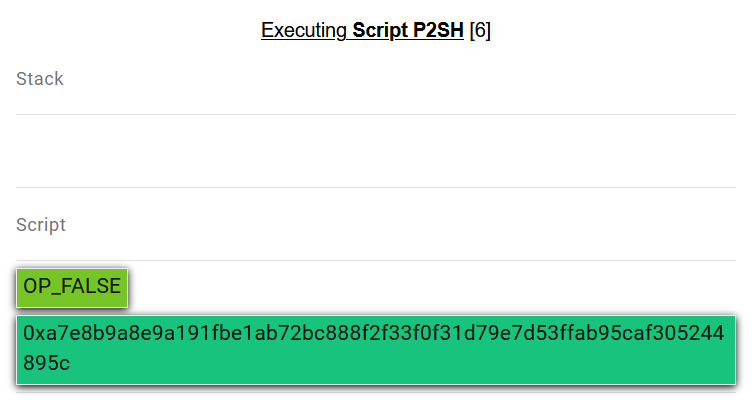 Executing Script P2SH [6]
Stack
Script
OP_FALSE
0xa7e8b9a8e9a191fbe1ab72bc888f2f33f0f31d79e7d53ffab95caf305244
895c